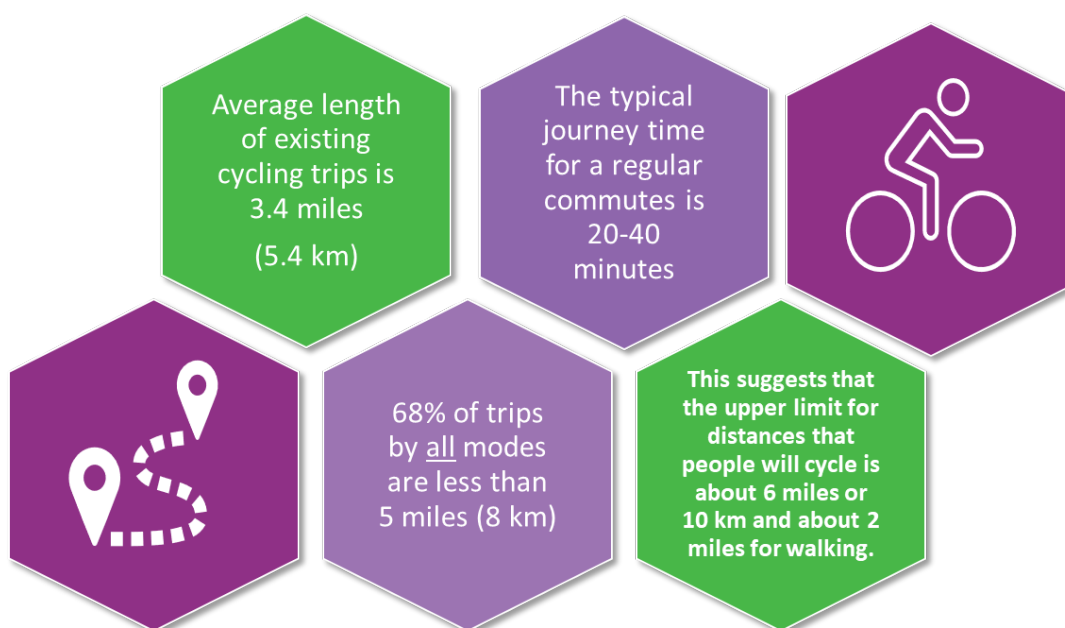 Average length
of existing
cycling trips is
3.4 miles
(5.4 km)
The typical
journey time
for a regular
commutes is
20-40
minutes
68% of trips
by all modes
are less than
5 miles (8 km)
This suggests that
the upper limit for
distances that
people will cycle is
about 6 miles or
10 km and about 2
miles for walking.